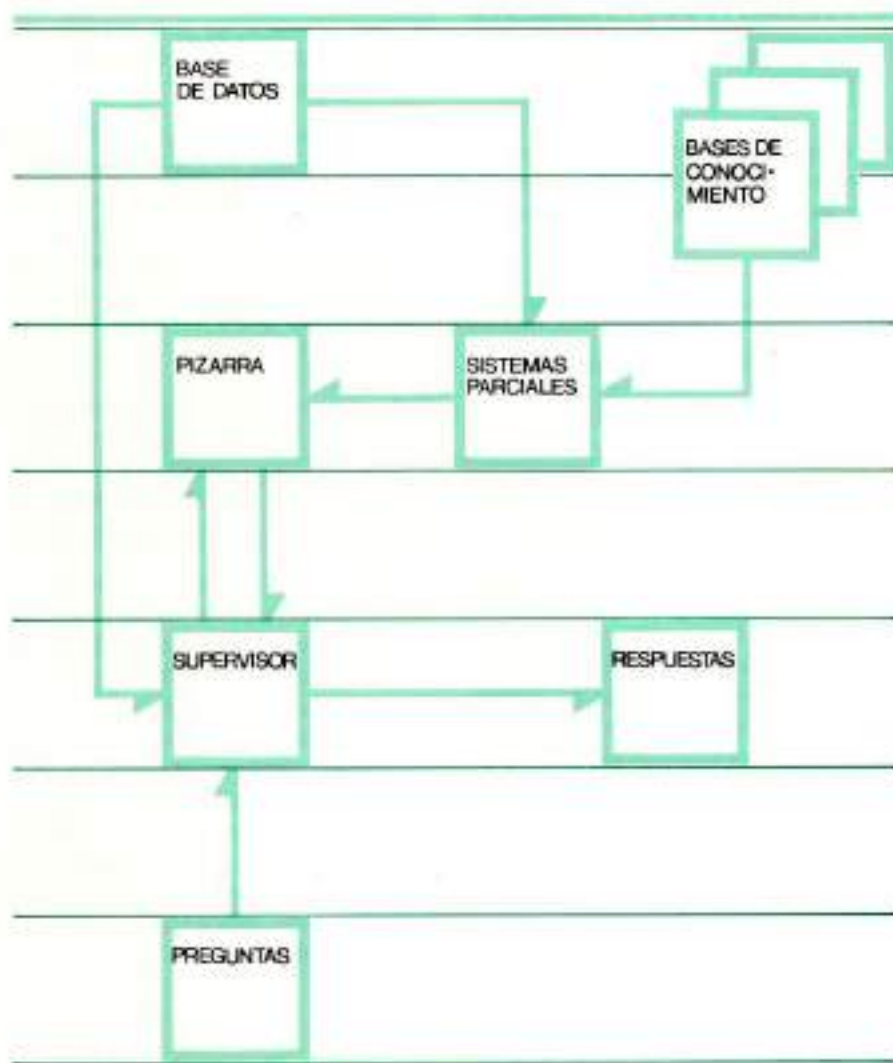 BASE
DE DATOS
BASES DE
CONOCI-
MIENTO
PIZARRA
SISTEMAS
PARCIALES
SUPERVISOR
RESPUESTAS
PREGUNTAS